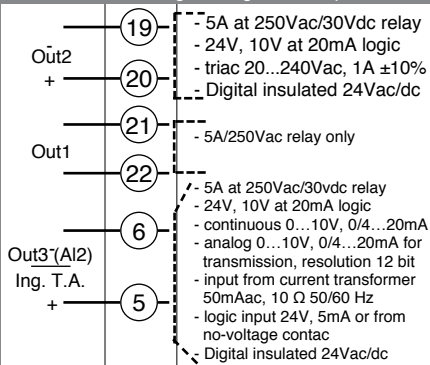 19
- 5A at 250Vac/30Vdc relay
-
- 24V, 10V at 20mA logic
Out2
- triac 20...240Vac, 1A ±10%
+
20
- Digital insulated 24Vac/dc
21
- 5A/250Vac relay only
Out1
22
- 5A at 250Vac/30vdc relay
- 24V, 10V at 20mA logic
6
- continuous 0…10V, 0/4…20mA
- analog 0…10V, 0/4…20mA for
transmission, resolution 12 bit
-
Out3 (AI2)
Ing. T.A.
- input from current transformer
50mAac, 10 Ω 50/60 Hz
+
5
- logic input 24V, 5mA or from
no-voltage contac
- Digital insulated 24Vac/dc